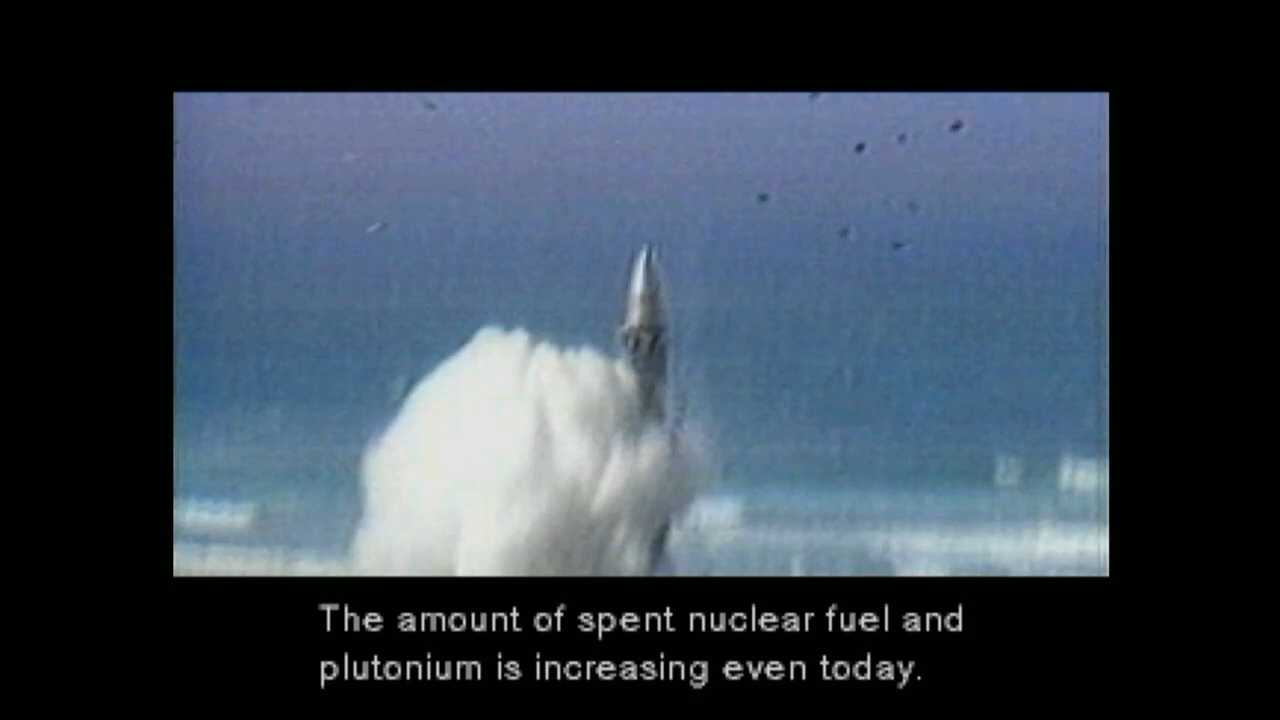 The amount of spent nuclear fuel and
plutonium is increasing even today.